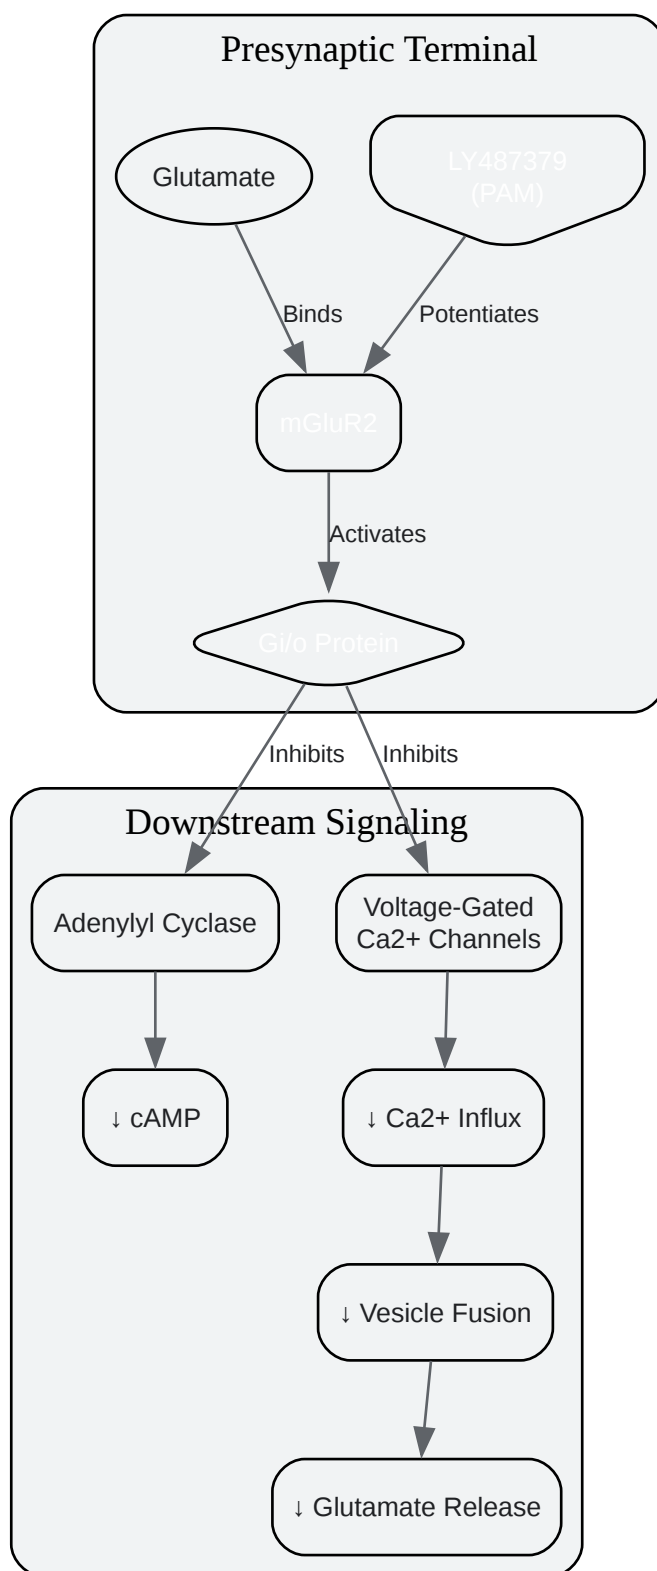 Presynaptic Terminal
Glutamate
LY487379
(PAM)
Binds
Potentiates
mGluR2
Activates
Gi/o Protein
Inhibits
Inhibits
Downstream Signaling
Adenylyl Cyclase
Voltage-Gated
Ca2+ Channels
↓ cAMP
↓ Ca2+ Influx
↓ Vesicle Fusion
↓ Glutamate Release